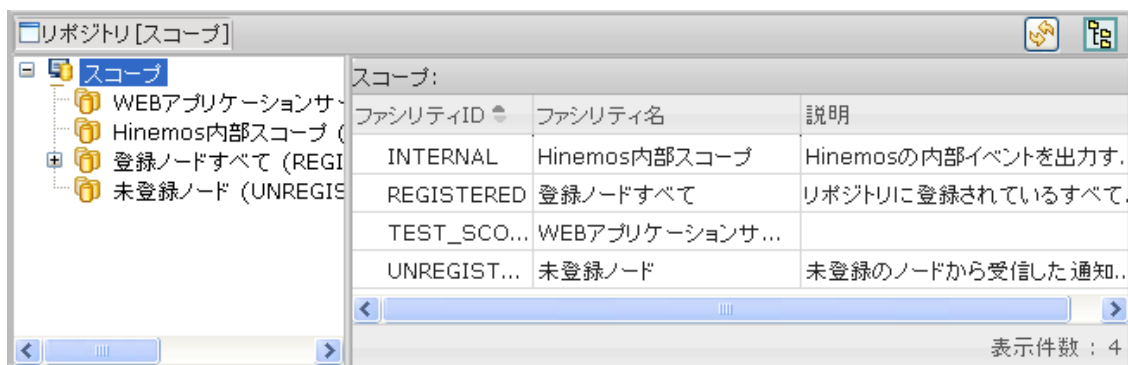 リポジトリ[スコープ]
スコープ
WEBアプリケーションサ
Hinemos内部スコープ (
登録ノードすべて (REGI
未登録ノード (UNREGIS
スコープ:
ファシリティID ファシリティ名 説明
INTERNAL Hinemos内部スコープ Hinemosの内部イベントを出力す.
REGISTERED 登録ノードすべて リポジトリに登録されているすべて.
TEST_SCO... WEBアプリケーションサ...
UNREGIST... 未登録ノード 未登録のノードから受信した通知..
表示件数 : 4